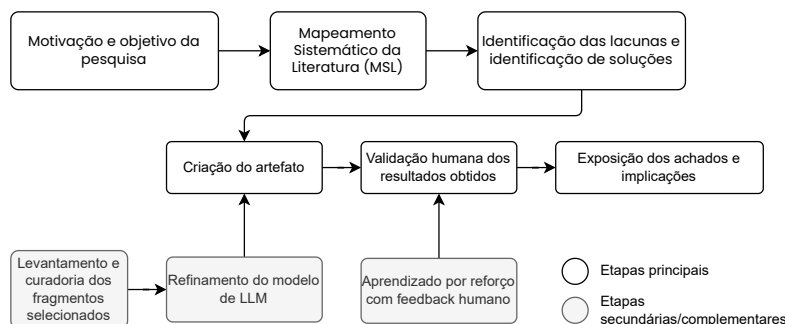 Motivação e objetivo da
pesquisa
Mapeamento
Sistemático da
Literatura (MSL)
Identificação das lacunas e
identificação de soluções
Criação do artefato
Validação humana dos
resultados obtidos
Exposição dos achados e
implicações
Levantamento e
curadoria dos
fragmentos
selecionados
Refinamento do modelo
de LLM
Aprendizado por reforço
com feedback humano
Etapas principais
Etapas
secundárias/complementares